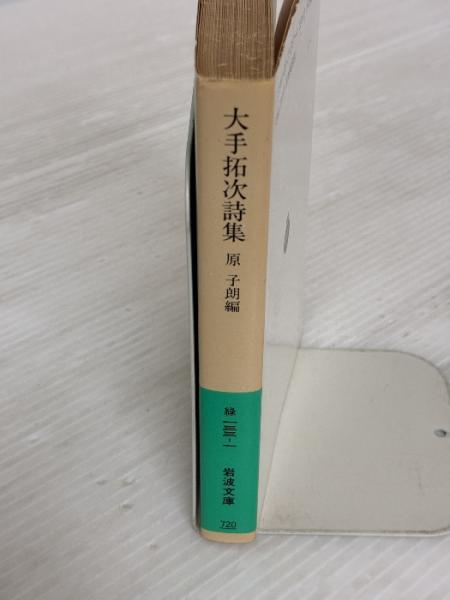 大手拓次詩集
原 子朗編
緑一三三-一
岩波文庫
720